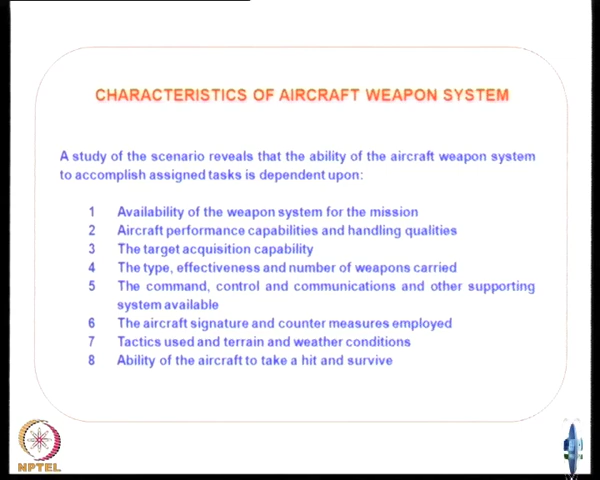 CHARACTERISTICS OF AIRCRAFT WEAPON SYSTEM
A study of the scenario reveals that the ability of the aircraft weapon system
to accomplish assigned tasks is dependent upon:
1 Availability of the weapon system for the mission
2 Aircraft performance capabilities and handling qualities
3 The target acquisition capability
4 The type, effectiveness and number of weapons carried
5 The command, control and communications and other supporting
system available
6 The aircraft signature and counter measures employed
7 Tactics used and terrain and weather conditions
8 Ability of the aircraft to take a hit and survive
NPTEL